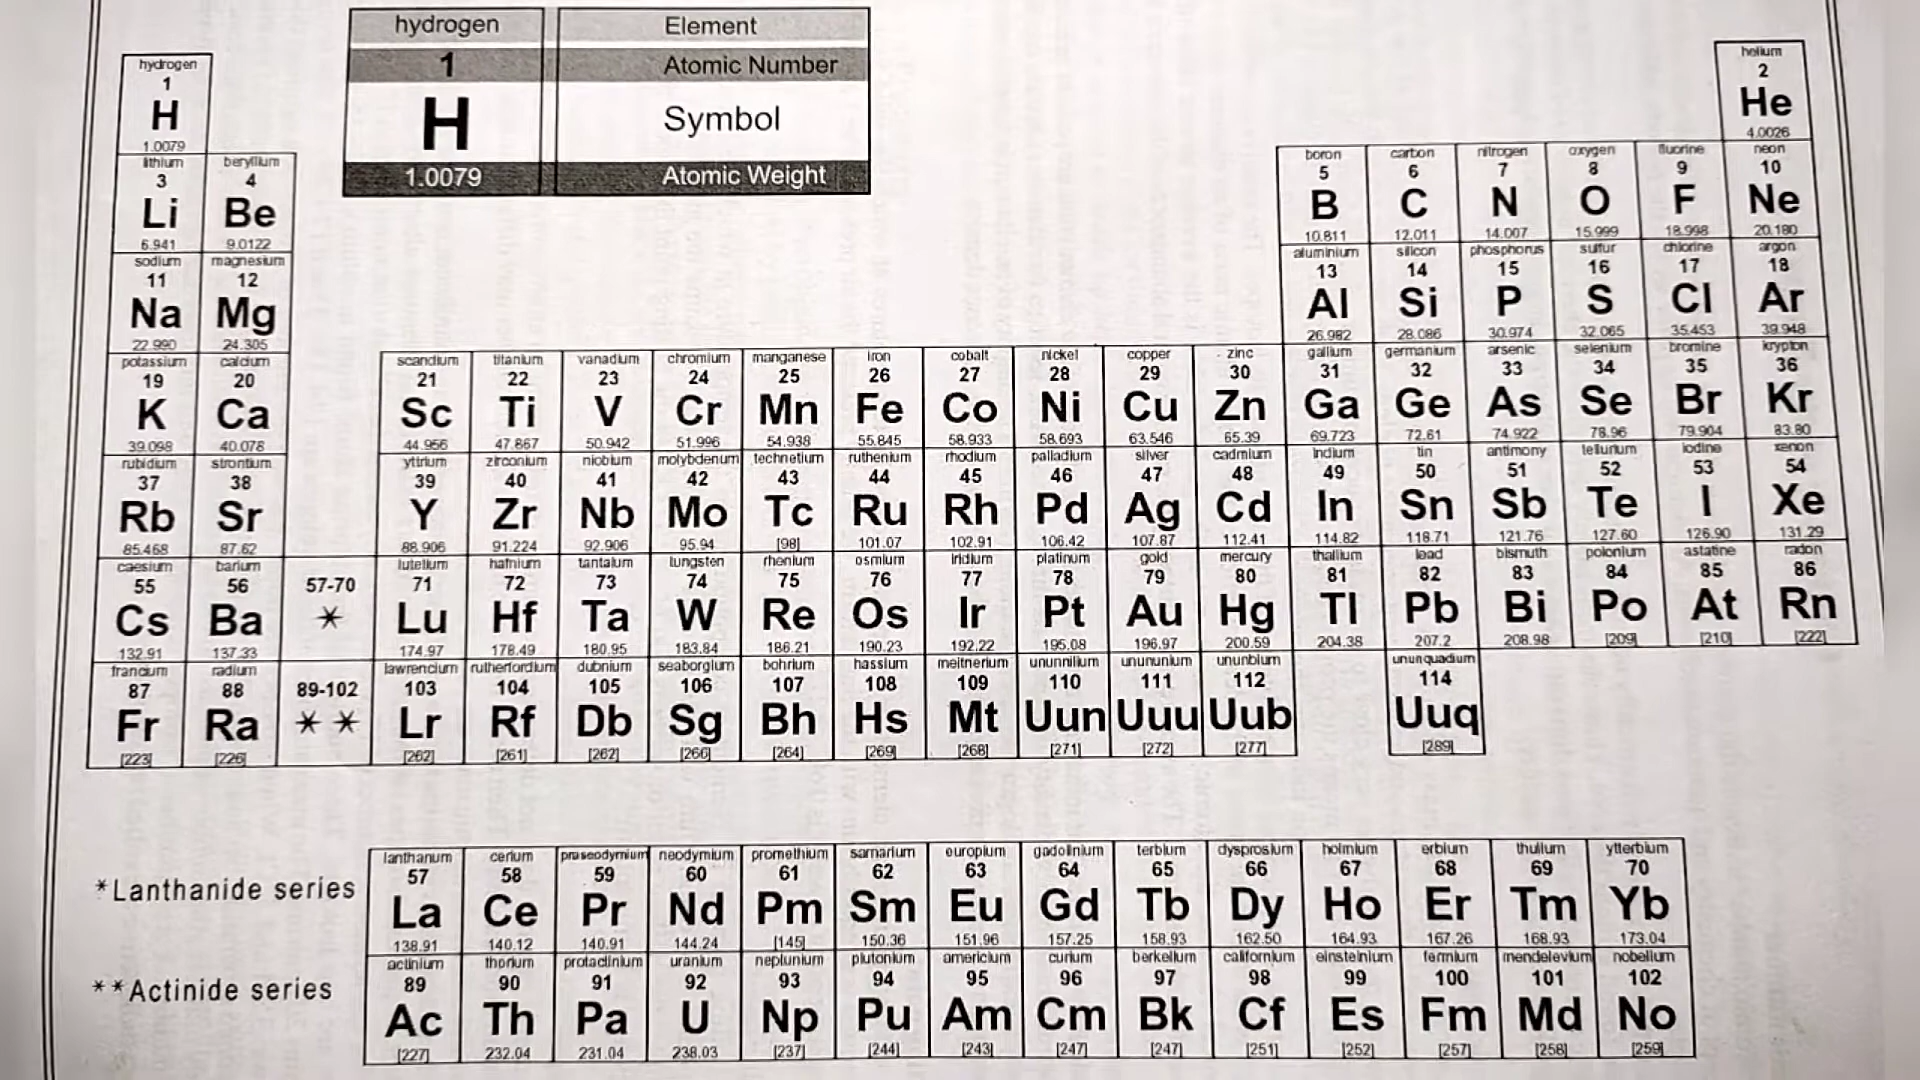 hydrogen Element
1 Atomic Number
H Symbol
1.0079 Atomic Weight
hydrogen helium
1 2
H He
1.0079 4.0026
lithium beryllium boron carbon nitrogen oxygen fluorine neon
3 4 5 6 7 8 9 10
Li Be B C N O F Ne
6.941 9.0122 10.811 12.011 14.007 15.999 18.998 20.180
sodium magnesium aluminium silicon phosphorus sulfur chlorine argon
11 12 13 14 15 16 17 18
Na Mg Al Si P S Cl Ar
22.990 24.305 26.982 28.086 30.974 32.065 35.453 39.948
potassium calcium scandium titanium vanadium chromium manganese iron cobalt nickel copper zinc gallium germanium arsenic selenium bromine krypton
19 20 21 22 23 24 25 26 27 28 29 30 31 32 33 34 35 36
K Ca Sc Ti V Cr Mn Fe Co Ni Cu Zn Ga Ge As Se Br Kr
39.098 40.078 44.956 47.867 50.942 51.996 54.938 55.845 58.933 58.693 63.546 65.39 69.723 72.61 74.922 78.96 79.904 83.80
rubidium strontium yttrium zirconium niobium molybdenum technetium ruthenium rhodium palladium silver cadmium indium tin antimony tellurium iodine xenon
37 38 39 40 41 42 43 44 45 46 47 48 49 50 51 52 53 54
Rb Sr Y Zr Nb Mo Tc Ru Rh Pd Ag Cd In Sn Sb Te I Xe
85.468 87.62 88.906 91.224 92.906 95.94 [98] 101.07 102.91 106.42 107.87 112.41 114.82 118.71 121.76 127.60 126.90 131.29
caesium barium lutetium hafnium tantalum tungsten rhenium osmium iridium platinum gold mercury thallium lead bismuth polonium astatine radon
55 56 57-70 71 72 73 74 75 76 77 78 79 80 81 82 83 84 85 86
Cs Ba * Lu Hf Ta W Re Os Ir Pt Au Hg Tl Pb Bi Po At Rn
132.91 137.33 174.97 178.49 180.95 183.84 186.21 190.23 192.22 195.08 196.97 200.59 204.38 207.2 208.98 [209] [210] [222]
francium radium lawrencium rutherfordium dubnium seaborgium bohrium hassium meitnerium ununnilium unununium ununbium ununquadium
87 88 89-102 103 104 105 106 107 108 109 110 111 112 114
Fr Ra * * Lr Rf Db Sg Bh Hs Mt Uun Uuu Uub Uuq
[223] [226] [262] [261] [262] [266] [264] [269] [268] [271] [272] [277] [289]
lanthanum cerium praseodymium neodymium promethium samarium europium gadolinium terbium dysprosium holmium erbium thulium ytterbium
57 58 59 60 61 62 63 64 65 66 67 68 69 70
*Lanthanide series La Ce Pr Nd Pm Sm Eu Gd Tb Dy Ho Er Tm Yb
138.91 140.12 140.91 144.24 [145] 150.36 151.96 157.25 158.93 162.50 164.93 167.26 168.93 173.04
actinium thorium protactinium uranium neptunium plutonium americium curium berkelium californium einsteinium fermium mendelevium nobelium
89 90 91 92 93 94 95 96 97 98 99 100 101 102
**Actinide series Ac Th Pa U Np Pu Am Cm Bk Cf Es Fm Md No
[227] 232.04 231.04 238.03 [237] [244] [243] [247] [247] [251] [252] [257] [258] [259]